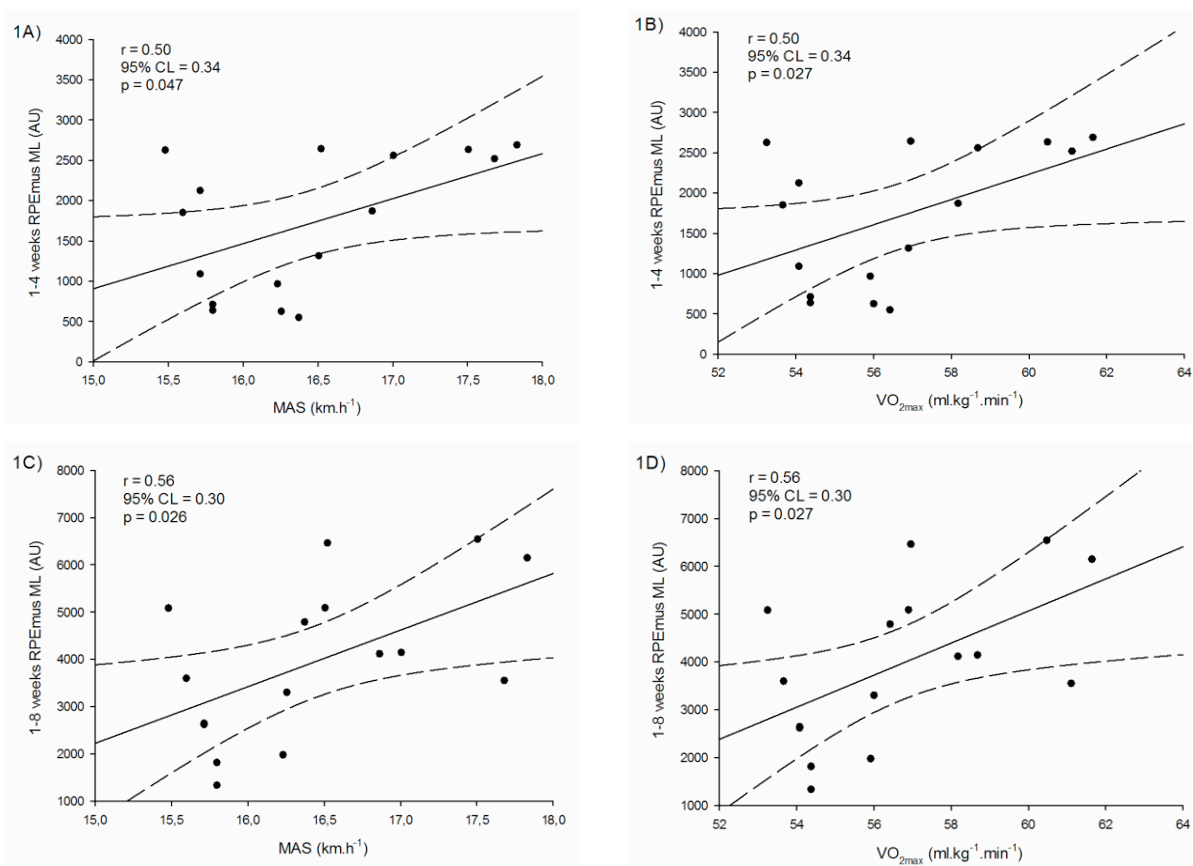 1A)
r = 0.50
95% CL = 0.34
p = 0.047
1-4 weeks RPEmus ML (AU)
4000
3500
3000
2500
2000
1500
1000
500
0
15,0 15,5 16,0 16,5 17,0 17,5 18,0
MAS (km.h⁻¹)
1B)
r = 0.50
95% CL = 0.34
p = 0.027
1-4 weeks RPEmus ML (AU)
4000
3500
3000
2500
2000
1500
1000
500
0
52 54 56 58 60 62 64
VO₂max (ml.kg⁻¹.min⁻¹)
1C)
r = 0.56
95% CL = 0.30
p = 0.026
1-8 weeks RPEmus ML (AU)
8000
7000
6000
5000
4000
3000
2000
1000
15,0 15,5 16,0 16,5 17,0 17,5 18,0
MAS (km.h⁻¹)
1D)
r = 0.56
95% CL = 0.30
p = 0.027
1-8 weeks RPEmus ML (AU)
8000
7000
6000
5000
4000
3000
2000
1000
52 54 56 58 60 62 64
VO₂max (ml.kg⁻¹.min⁻¹)